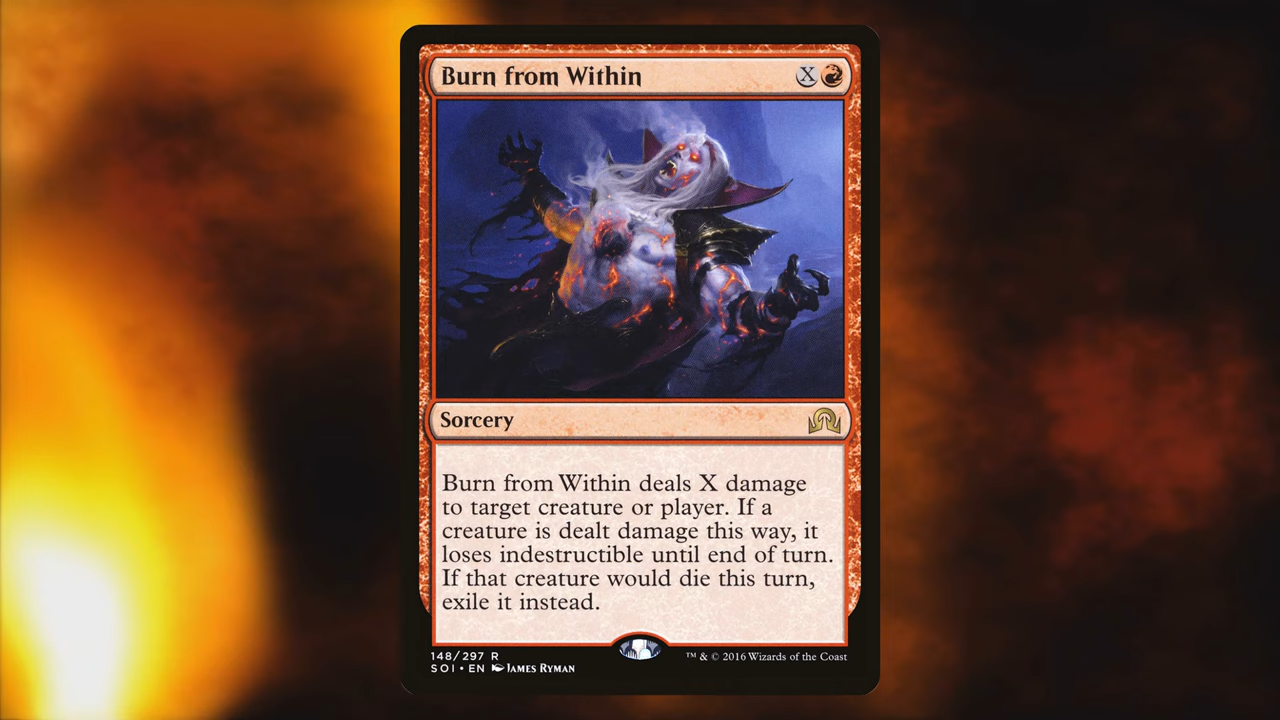 Burn from Within X
Sorcery
Burn from Within deals X damage
to target creature or player. If a
creature is dealt damage this way, it
loses indestructible until end of turn.
If that creature would die this turn,
exile it instead.
148/297 R
SOI • EN JAMES RYMAN
™ & © 2016 Wizards of the Coast